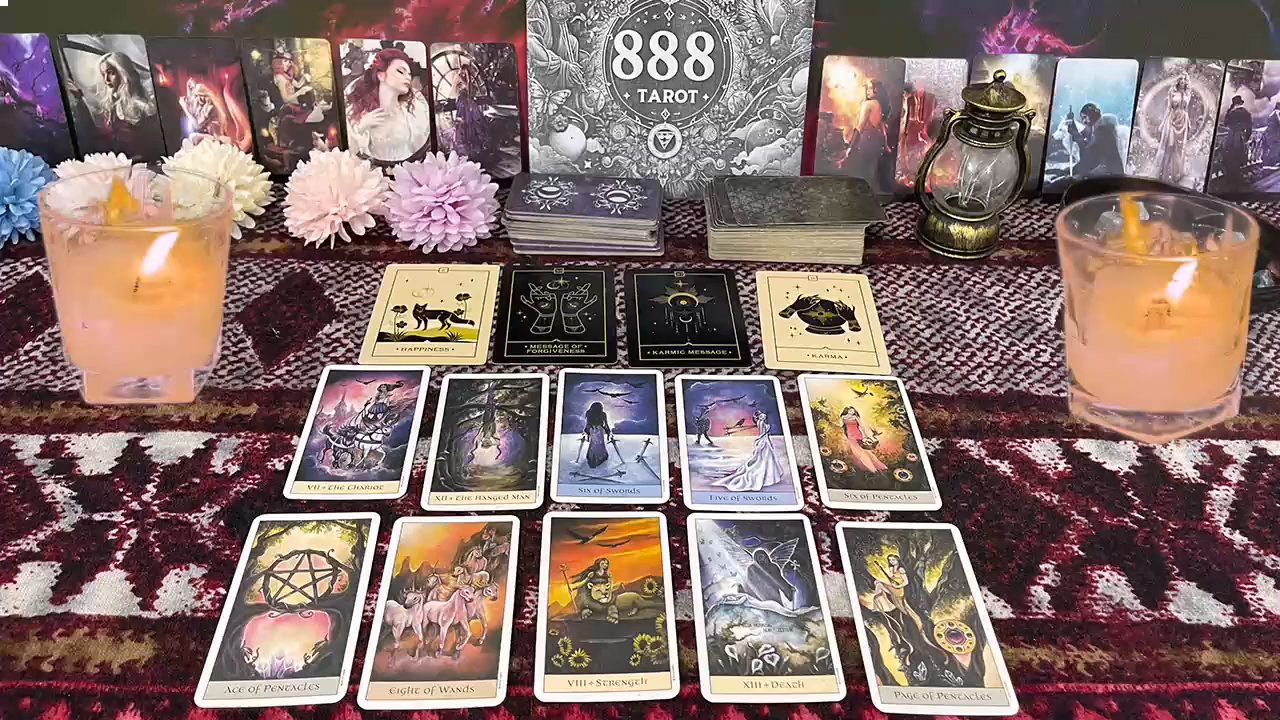 888
TAROT
HAPPINESS
MESSAGE OF
FORGIVENESS
KARMIC MESSAGE
KARMA
VII + The Chariot
XII + The Hanged Man
Six of Swords
Five of Swords
Six of Pentacles
Ace of Pentacles
Eight of Wands
VIII + Strength
XIII + Death
Page of Pentacles